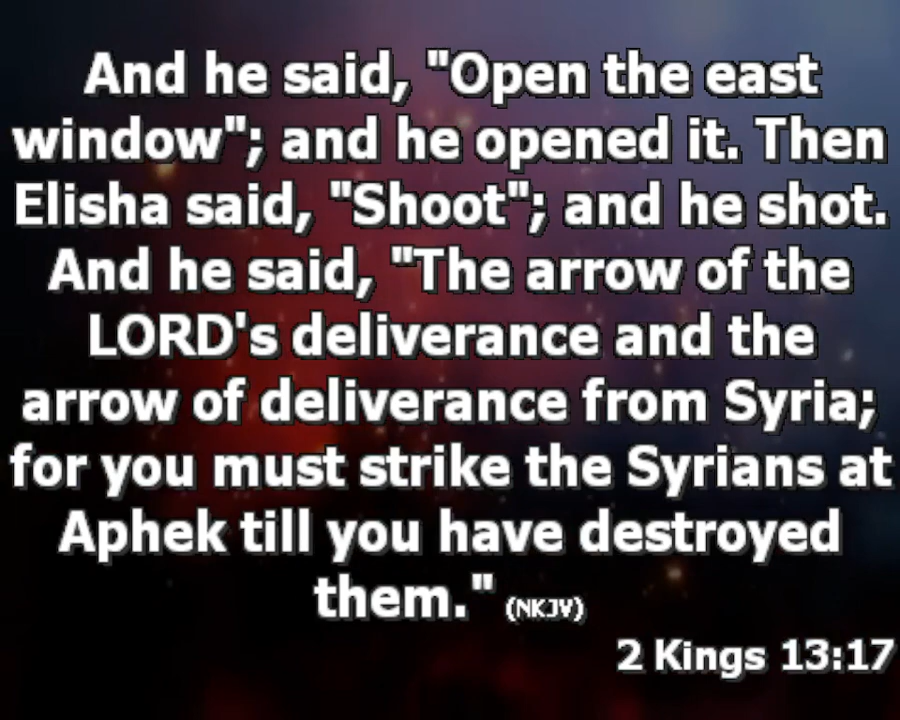 And he said, "Open the east
window"; and he opened it. Then
Elisha said, "Shoot"; and he shot.
And he said, "The arrow of the
LORD's deliverance and the
arrow of deliverance from Syria;
for you must strike the Syrians at
Aphek till you have destroyed
them." (NKJV)
2 Kings 13:17